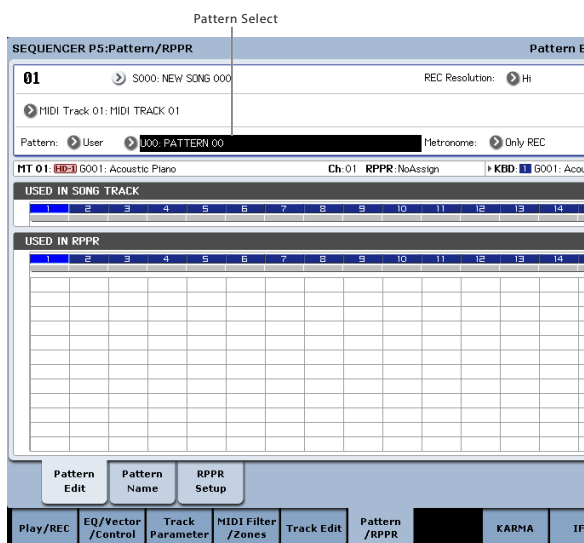 Pattern Select
SEQUENCER P5:Pattern/RPPR Pattern E
01 S000: NEW SONG 000 REC Resolution: Hi
MIDI Track 01: MIDI TRACK 01
Pattern: User U00: PATTERN 00 Metronome: Only REC
MT 01: HD-1 G001: Acoustic Piano Ch:01 RPPR:NoAssign KBD: 1 G001: Acou
USED IN SONG TRACK
1 2 3 4 5 6 7 8 9 10 11 12 13 14
USED IN RPPR
1 2 3 4 5 6 7 8 9 10 11 12 13 14
Pattern Edit Pattern Name RPPR Setup
Play/REC EQ/Vector /Control Track Parameter MIDI Filter /Zones Track Edit Pattern /RPPR KARMA IF